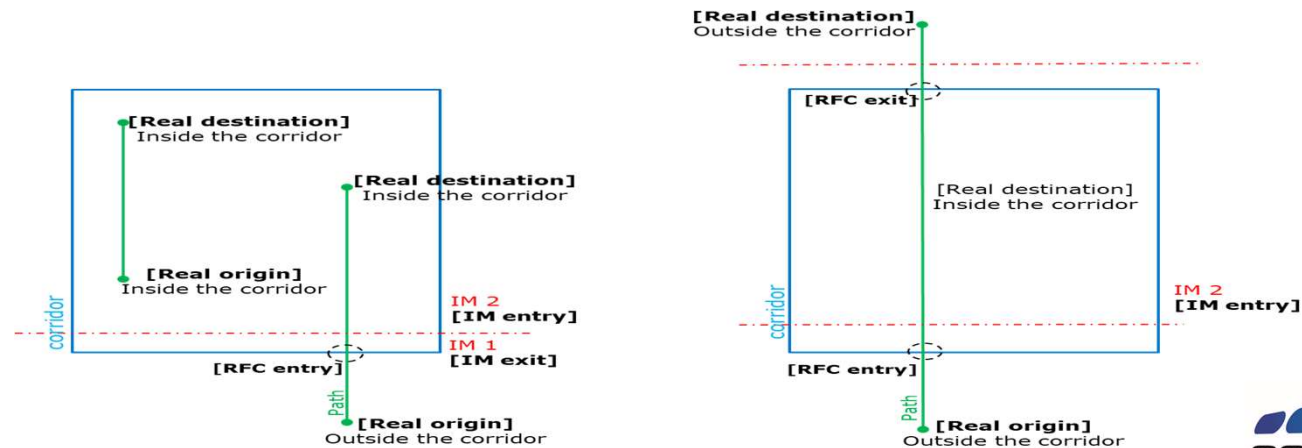 [Real destination]
Inside the corridor
[Real destination]
Inside the corridor
[Real origin]
Inside the corridor
corridor
IM 2
[IM entry]
IM 1
[IM exit]
[RFC entry]
Path
[Real origin]
Outside the corridor
[Real destination]
Outside the corridor
[RFC exit]
[Real destination]
Inside the corridor
corridor
IM 2
[IM entry]
[RFC entry]
Path
[Real origin]
Outside the corridor